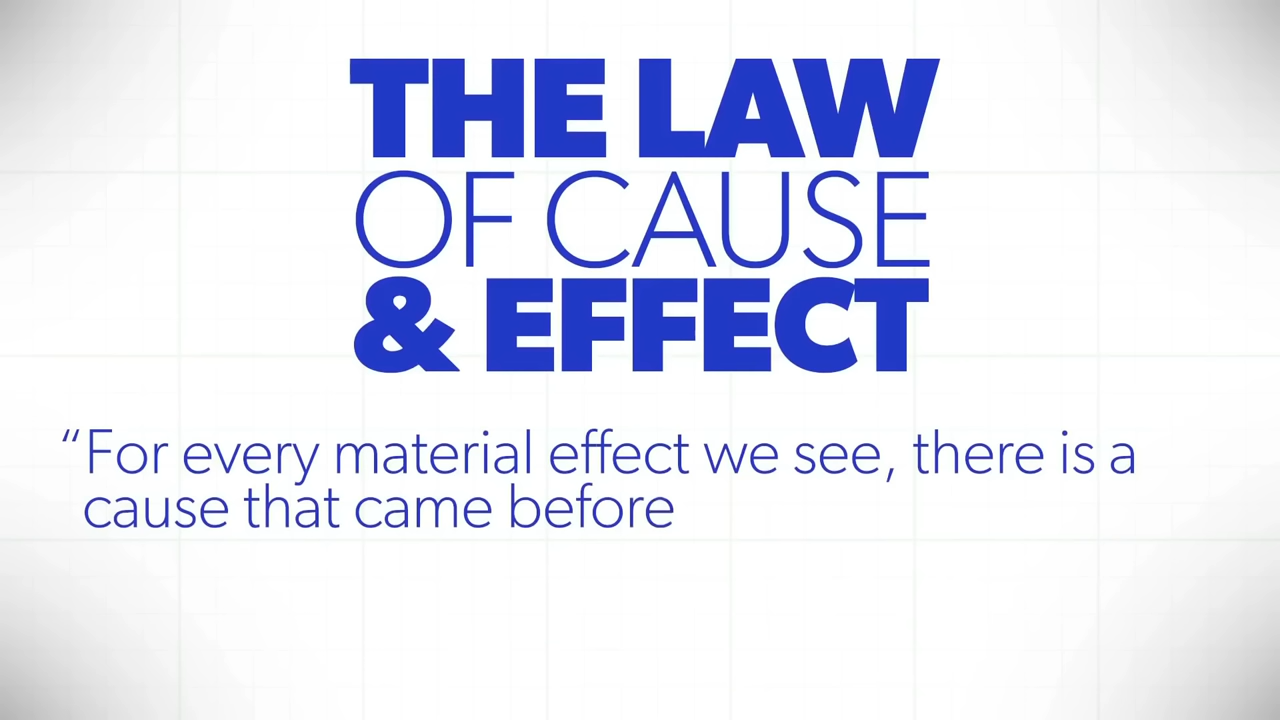 THE LAW
OF CAUSE
& EFFECT
“For every material effect we see, there is a
cause that came before